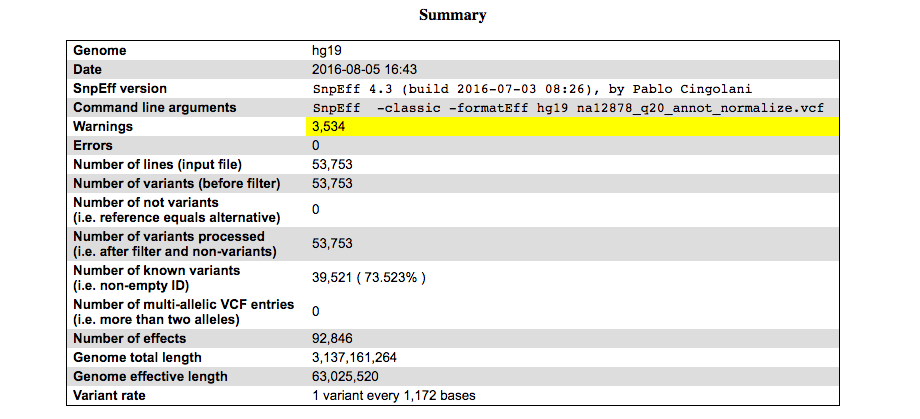 Summary
Genome hg19
Date 2016-08-05 16:43
SnpEff version SnpEff 4.3 (build 2016-07-03 08:26), by Pablo Cingolani
Command line arguments SnpEff  -classic -formatEff hg19 na12878_q20_annot_normalize.vcf
Warnings 3,534
Errors 0
Number of lines (input file) 53,753
Number of variants (before filter) 53,753
Number of not variants
(i.e. reference equals alternative) 0
Number of variants processed
(i.e. after filter and non-variants) 53,753
Number of known variants
(i.e. non-empty ID) 39,521 ( 73.523% )
Number of multi-allelic VCF entries
(i.e. more than two alleles) 0
Number of effects 92,846
Genome total length 3,137,161,264
Genome effective length 63,025,520
Variant rate 1 variant every 1,172 bases